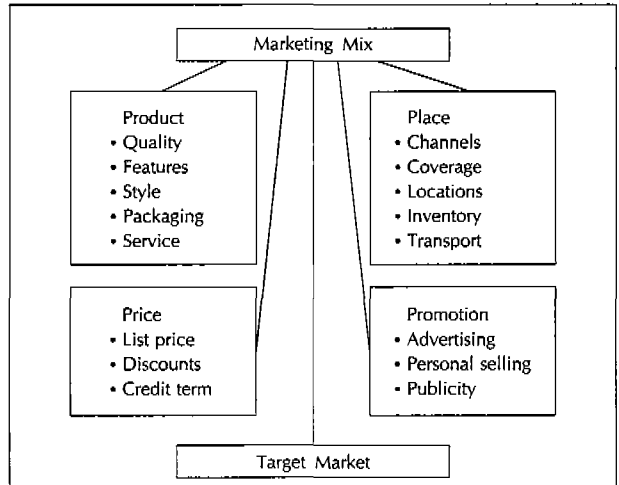 Marketing Mix
Product
• Quality
• Features
• Style
• Packaging
• Service
Place
• Channels
• Coverage
• Locations
• Inventory
• Transport
Price
• List price
• Discounts
• Credit term
Promotion
• Advertising
• Personal selling
• Publicity
Target Market